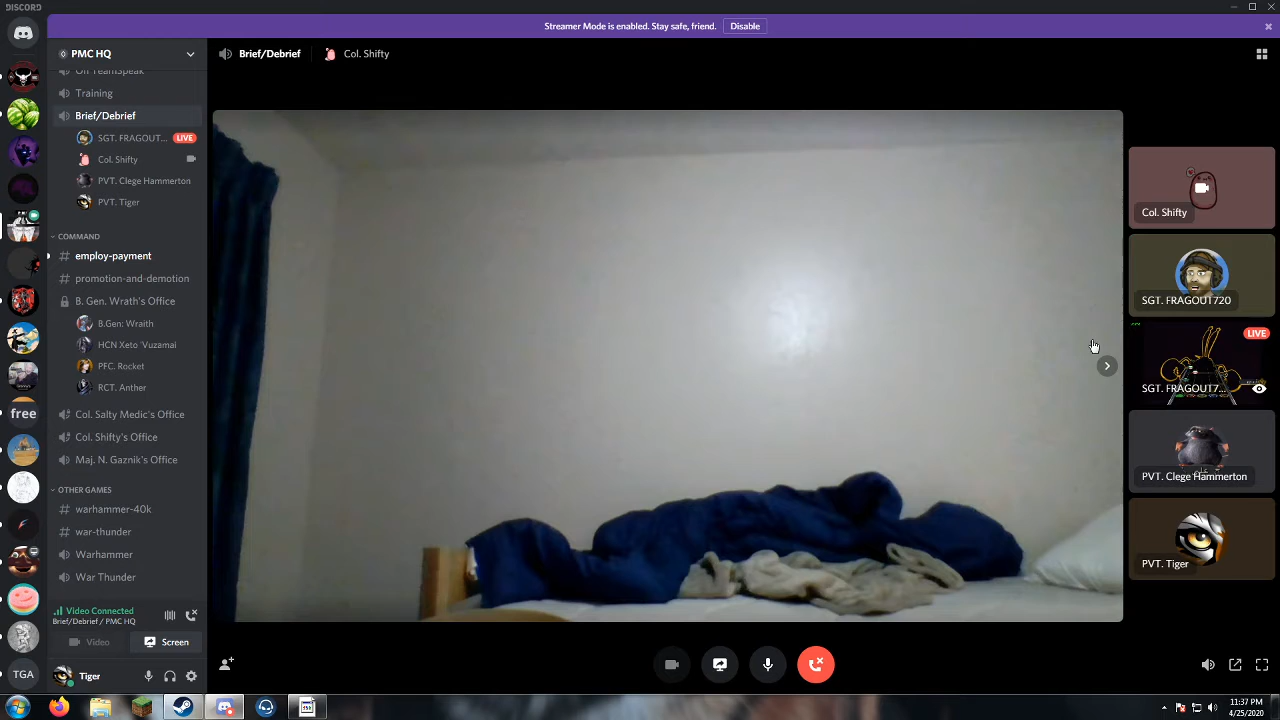 DISCORD
Streamer Mode is enabled. Stay safe, friend. Disable
PMC HQ
Brief/Debrief
Col. Shifty
On TeamSpeak
Training
Brief/Debrief
SGT. FRAGOUT... LIVE
Col. Shifty
PVT. Clege Hammerton
PVT. Tiger
COMMAND
employ-payment
promotion-and-demotion
B. Gen. Wrath's Office
B.Gen: Wraith
HCN Xeto 'Vuzamai
PFC. Rocket
RCT. Anther
Col. Salty Medic's Office
Col. Shifty's Office
Maj. N. Gaznik's Office
OTHER GAMES
warhammer-40k
war-thunder
Warhammer
War Thunder
Video Connected
Brief/Debrief / PMC HQ
Video
Screen
Tiger
free
TGA
Col. Shifty
SGT. FRAGOUT720
LIVE
SGT. FRAGOUT7...
PVT. Clege Hammerton
PVT. Tiger
11:37 PM
4/25/2020